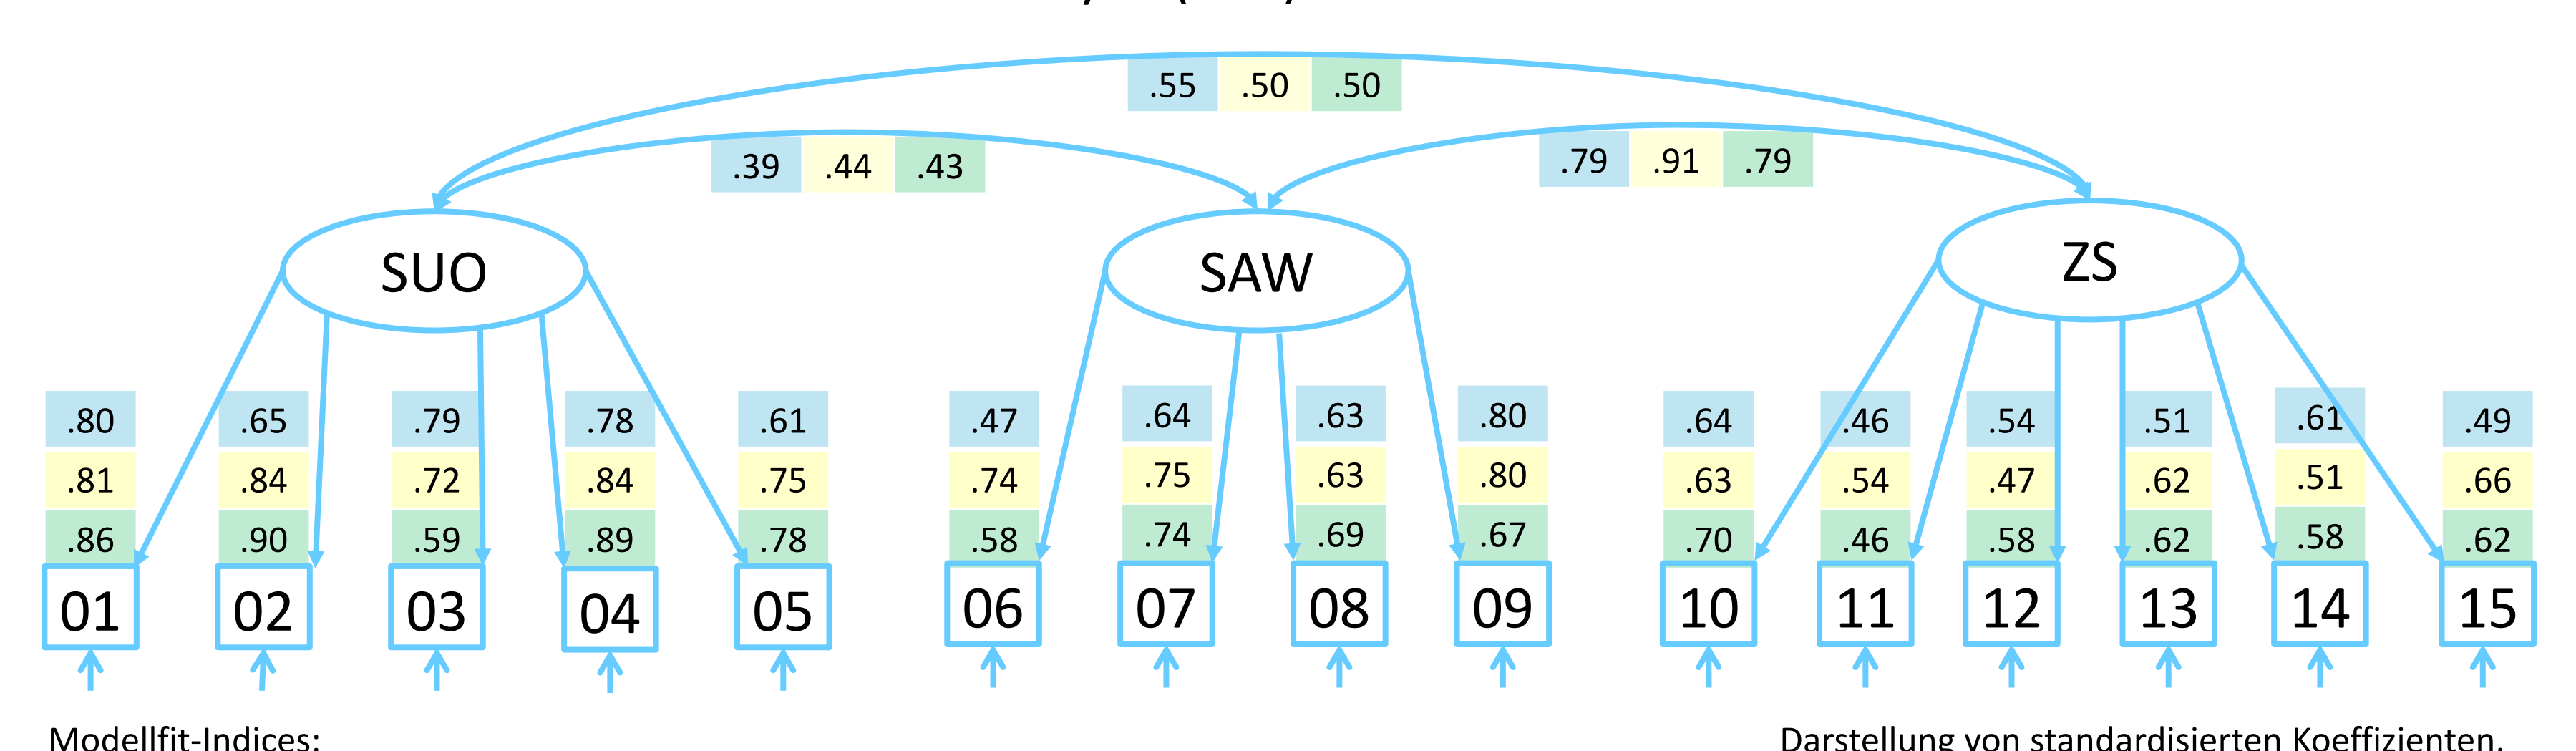 .55 .50 .50
.39 .44 .43
.79 .91 .79
SUO
SAW
ZS
.80 .65 .79 .78 .61 .47 .64 .63 .80 .64 .46 .54 .51 .61 .49
.81 .84 .72 .84 .75 .74 .75 .63 .80 .63 .54 .47 .62 .51 .66
.86 .90 .59 .89 .78 .58 .74 .69 .67 .70 .46 .58 .62 .58 .62
01 02 03 04 05 06 07 08 09 10 11 12 13 14 15
Modellfit-Indices:
Darstellung von standardisierten Koeffizienten.